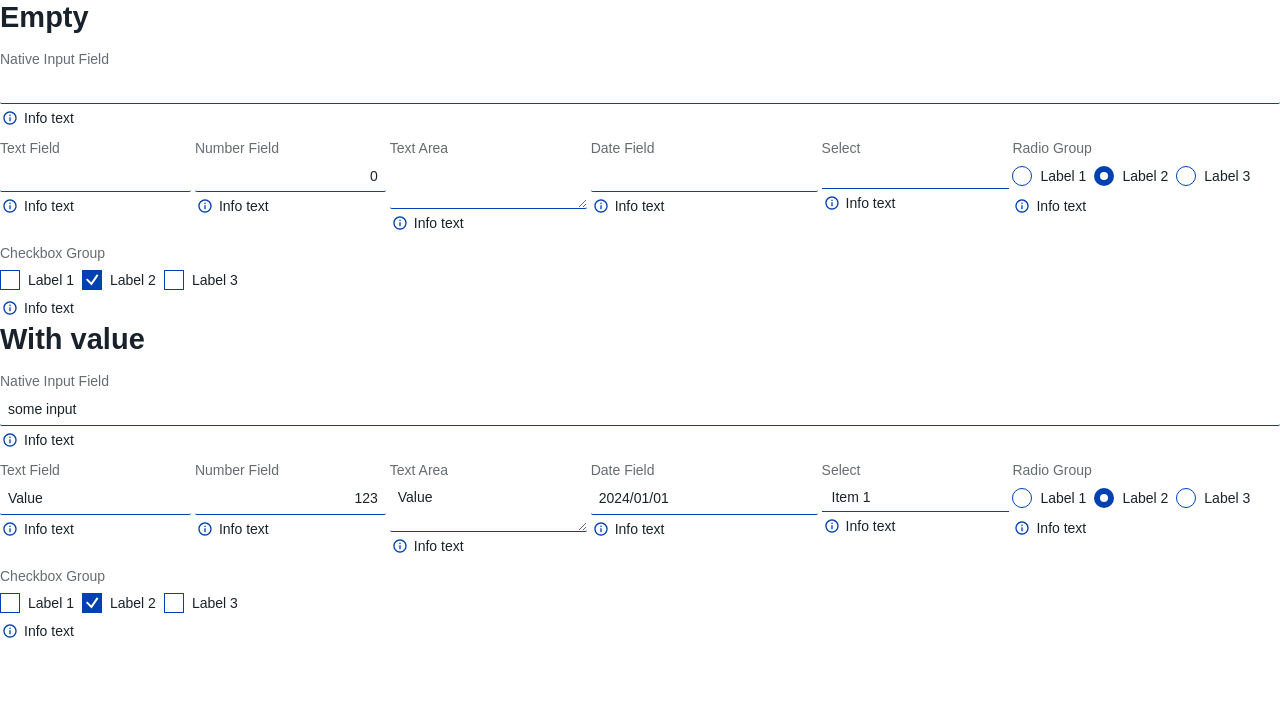 Empty
Native Input Field
Info text
Text Field Number Field Text Area Date Field Select Radio Group
0 Label 1 Label 2 Label 3
Info text Info text Info text Info text Info text Info text
Checkbox Group
Label 1 Label 2 Label 3
Info text
With value
Native Input Field
some input
Info text
Text Field Number Field Text Area Date Field Select Radio Group
Value 123 Value 2024/01/01 Item 1 Label 1 Label 2 Label 3
Info text Info text Info text Info text Info text Info text
Checkbox Group
Label 1 Label 2 Label 3
Info text